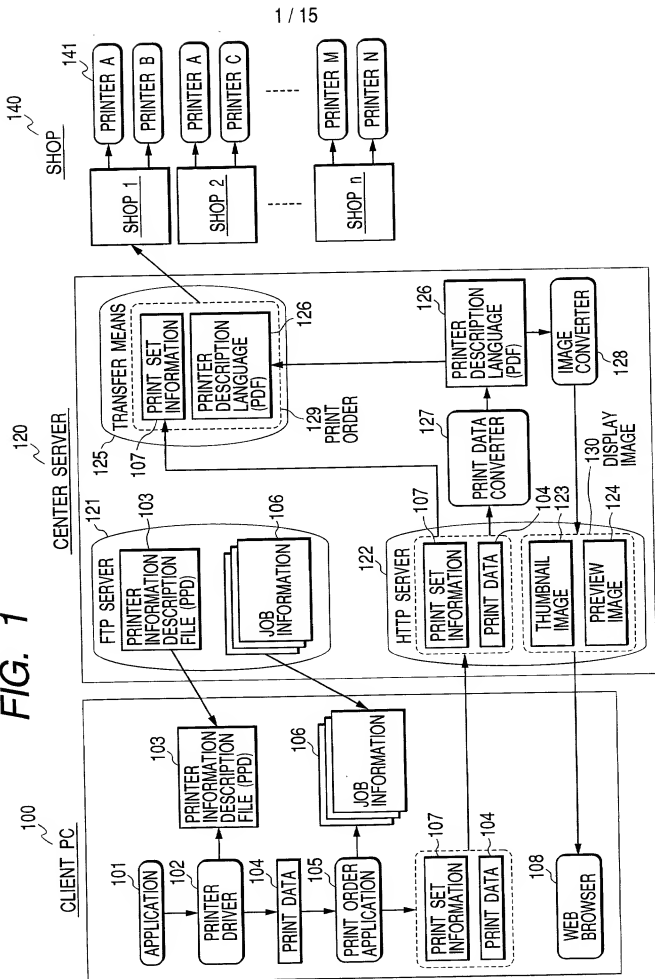 1 / 15
FIG. 1
100
CLIENT PC
101
APPLICATION
102
PRINTER
DRIVER
103
PRINTER
INFORMATION
DESCRIPTION
FILE (PPD)
104
PRINT DATA
105
PRINT ORDER
APPLICATION
106
JOB
INFORMATION
107
PRINT SET
INFORMATION
PRINT DATA
104
108
WEB
BROWSER
120
CENTER SERVER
121
FTP SERVER
103
PRINTER
INFORMATION
DESCRIPTION
FILE (PPD)
106
JOB
INFORMATION
122
HTTP SERVER
107
PRINT SET
INFORMATION
PRINT DATA
104
THUMBNAIL
IMAGE
123
PREVIEW
IMAGE
124
130
DISPLAY
IMAGE
125
TRANSFER MEANS
PRINT SET
INFORMATION
107
PRINTER
DESCRIPTION
LANGUAGE
(PDF)
126
129
PRINT
ORDER
127
PRINT DATA
CONVERTER
126
PRINTER
DESCRIPTION
LANGUAGE
(PDF)
IMAGE
CONVERTER
128
140
SHOP
141
SHOP 1
PRINTER A
PRINTER B
SHOP 2
PRINTER A
PRINTER C
SHOP n
PRINTER M
PRINTER N